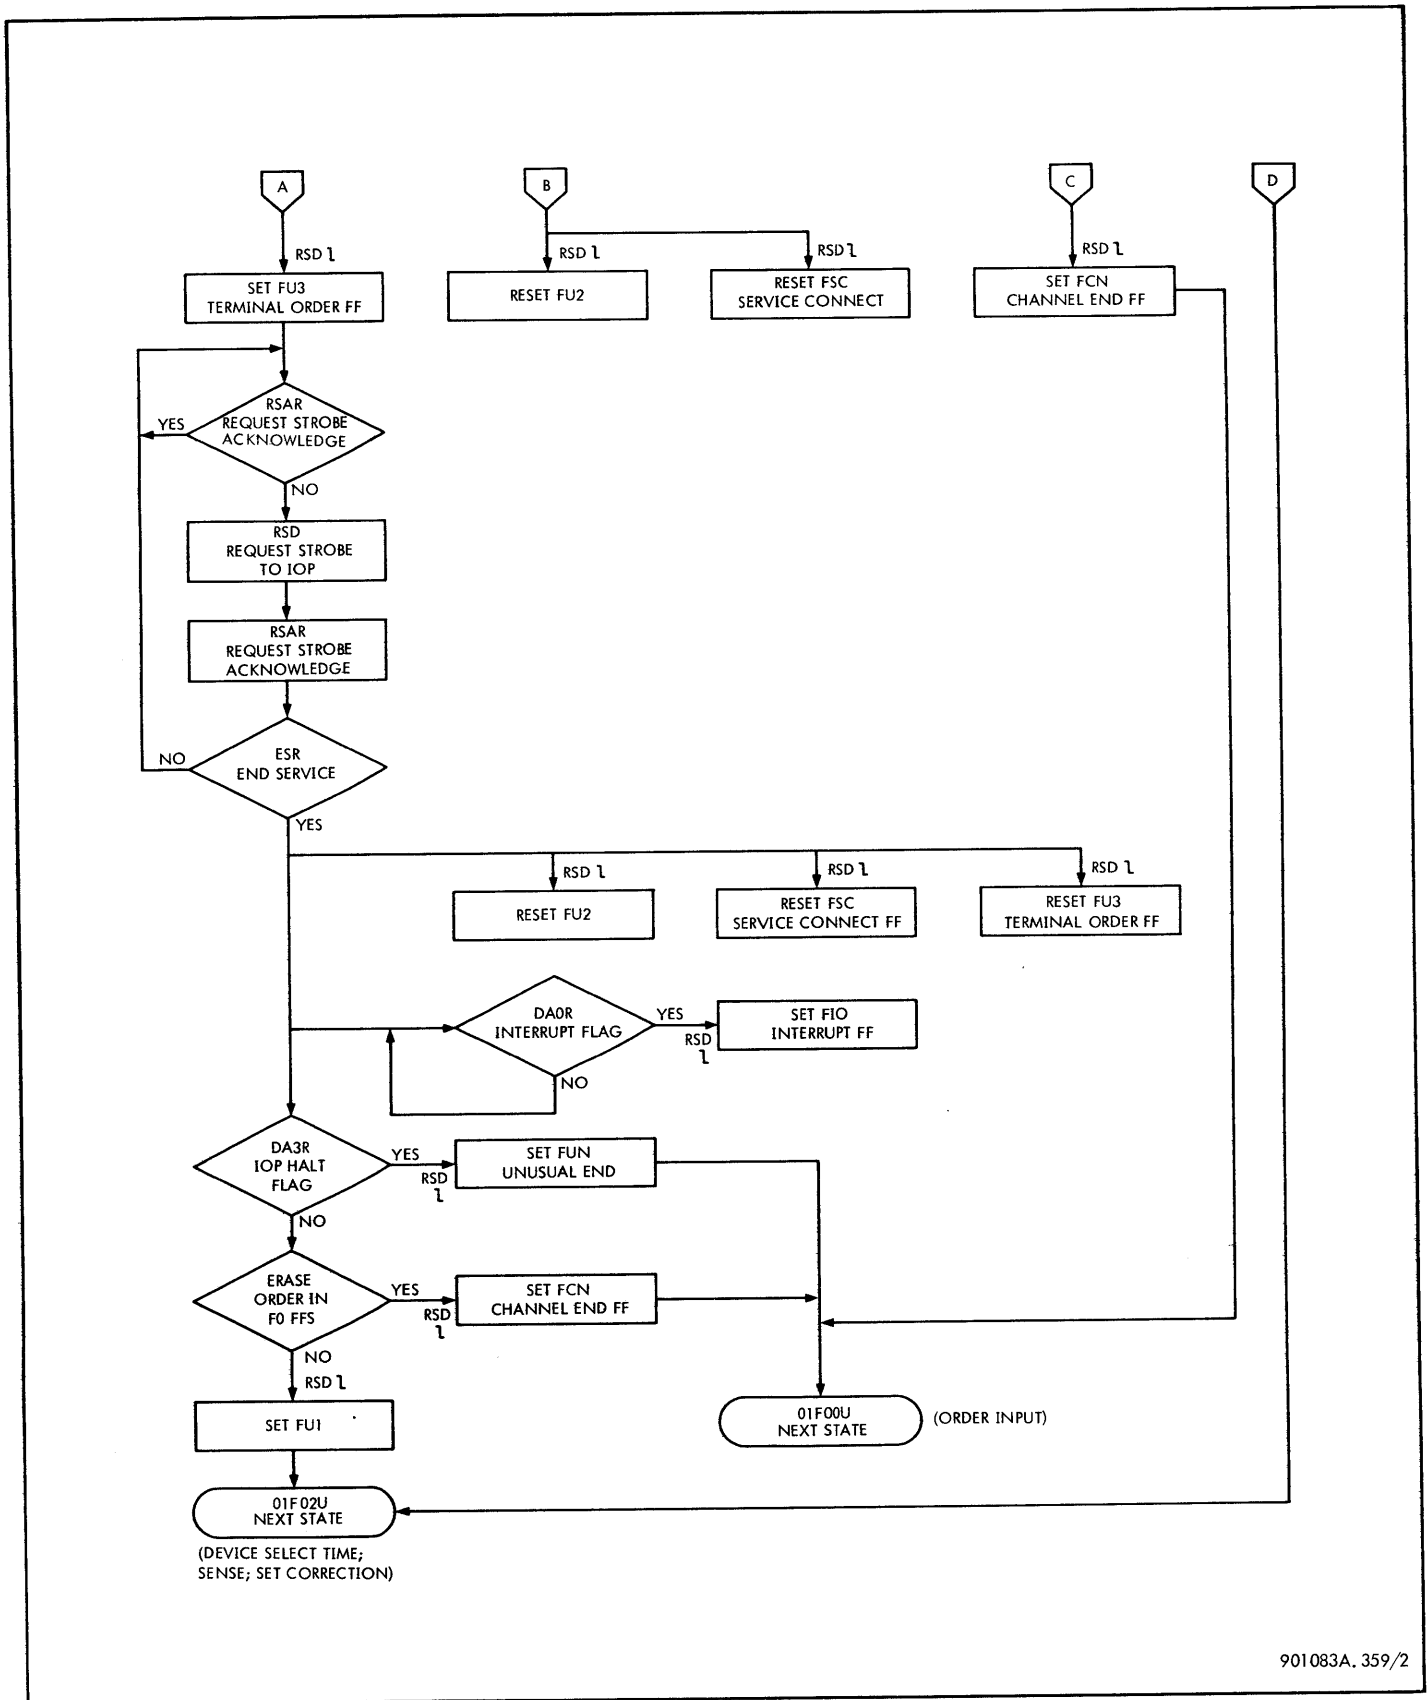 A
B
C
D
RSD ʅ
RSD ʅ
RSD ʅ
RSD ʅ
SET FU3
TERMINAL ORDER FF
RESET FU2
RESET FSC
SERVICE CONNECT
SET FCN
CHANNEL END FF
RSAR
REQUEST STROBE
ACKNOWLEDGE
YES
NO
RSD
REQUEST STROBE
TO IOP
RSAR
REQUEST STROBE
ACKNOWLEDGE
ESR
END SERVICE
NO
YES
RSD ʅ
RSD ʅ
RSD ʅ
RESET FU2
RESET FSC
SERVICE CONNECT FF
RESET FU3
TERMINAL ORDER FF
DA0R
INTERRUPT FLAG
YES
RSD
ʅ
NO
SET FIO
INTERRUPT FF
DA3R
IOP HALT
FLAG
YES
RSD
ʅ
NO
SET FUN
UNUSUAL END
ERASE
ORDER IN
F0 FFS
YES
RSD
ʅ
NO
SET FCN
CHANNEL END FF
RSD ʅ
SET FU1
01F00U
NEXT STATE
(ORDER INPUT)
01F02U
NEXT STATE
(DEVICE SELECT TIME;
SENSE; SET CORRECTION)
901083A. 359/2